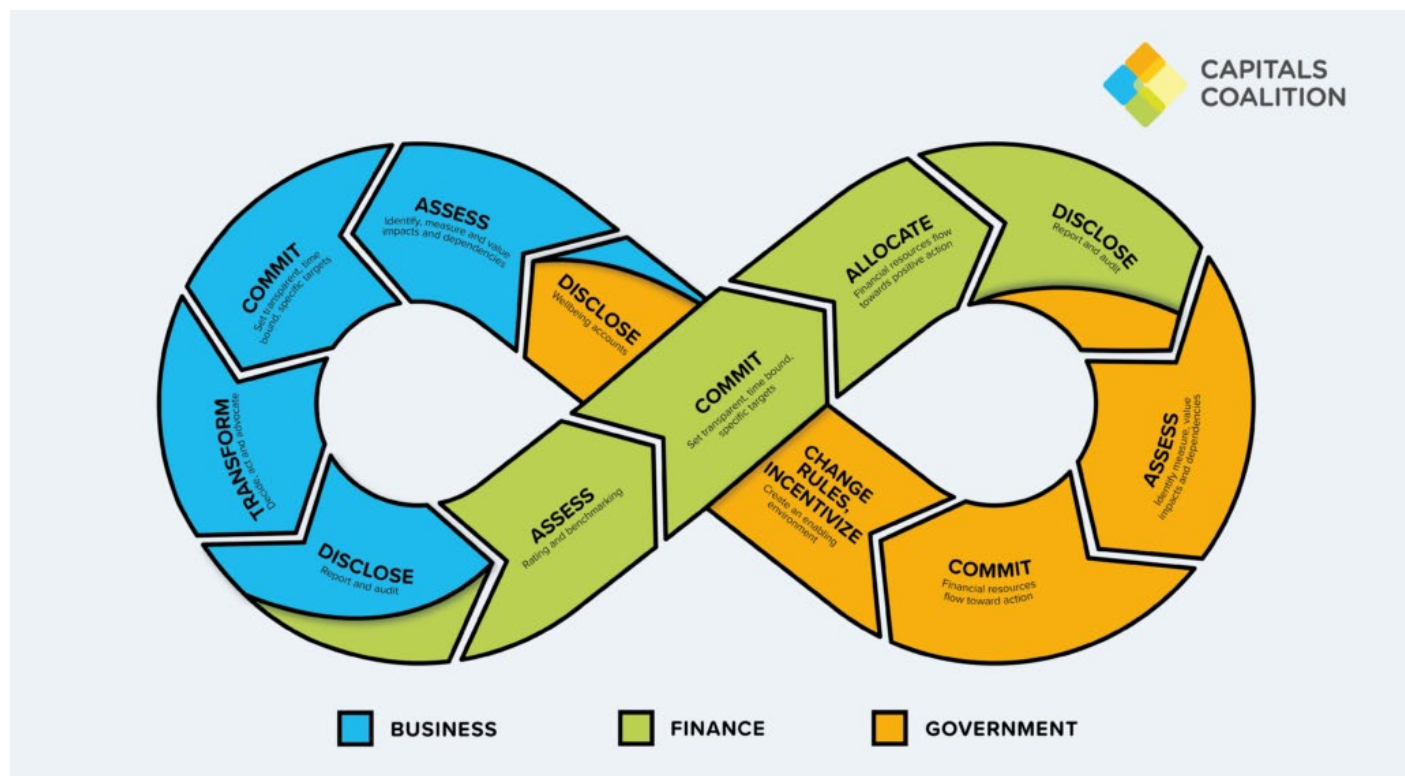 CAPITALS
COALITION
ASSESS
Identify, measure and value
impacts and dependencies
COMMIT
Set transparent, time
bound, specific targets
TRANSFORM
Decide, act and advocate
DISCLOSE
Report and audit
ASSESS
Rating and benchmarking
COMMIT
Set transparent, time bound,
specific targets
ALLOCATE
Financial resources flow
towards positive action
DISCLOSE
Report and audit
ASSESS
Identify measure, value
impacts and dependencies
COMMIT
Financial resources
flow toward action
CHANGE
RULES,
INCENTIVIZE
Create an enabling
environment
DISCLOSE
Wellbeing accounts
BUSINESS
FINANCE
GOVERNMENT